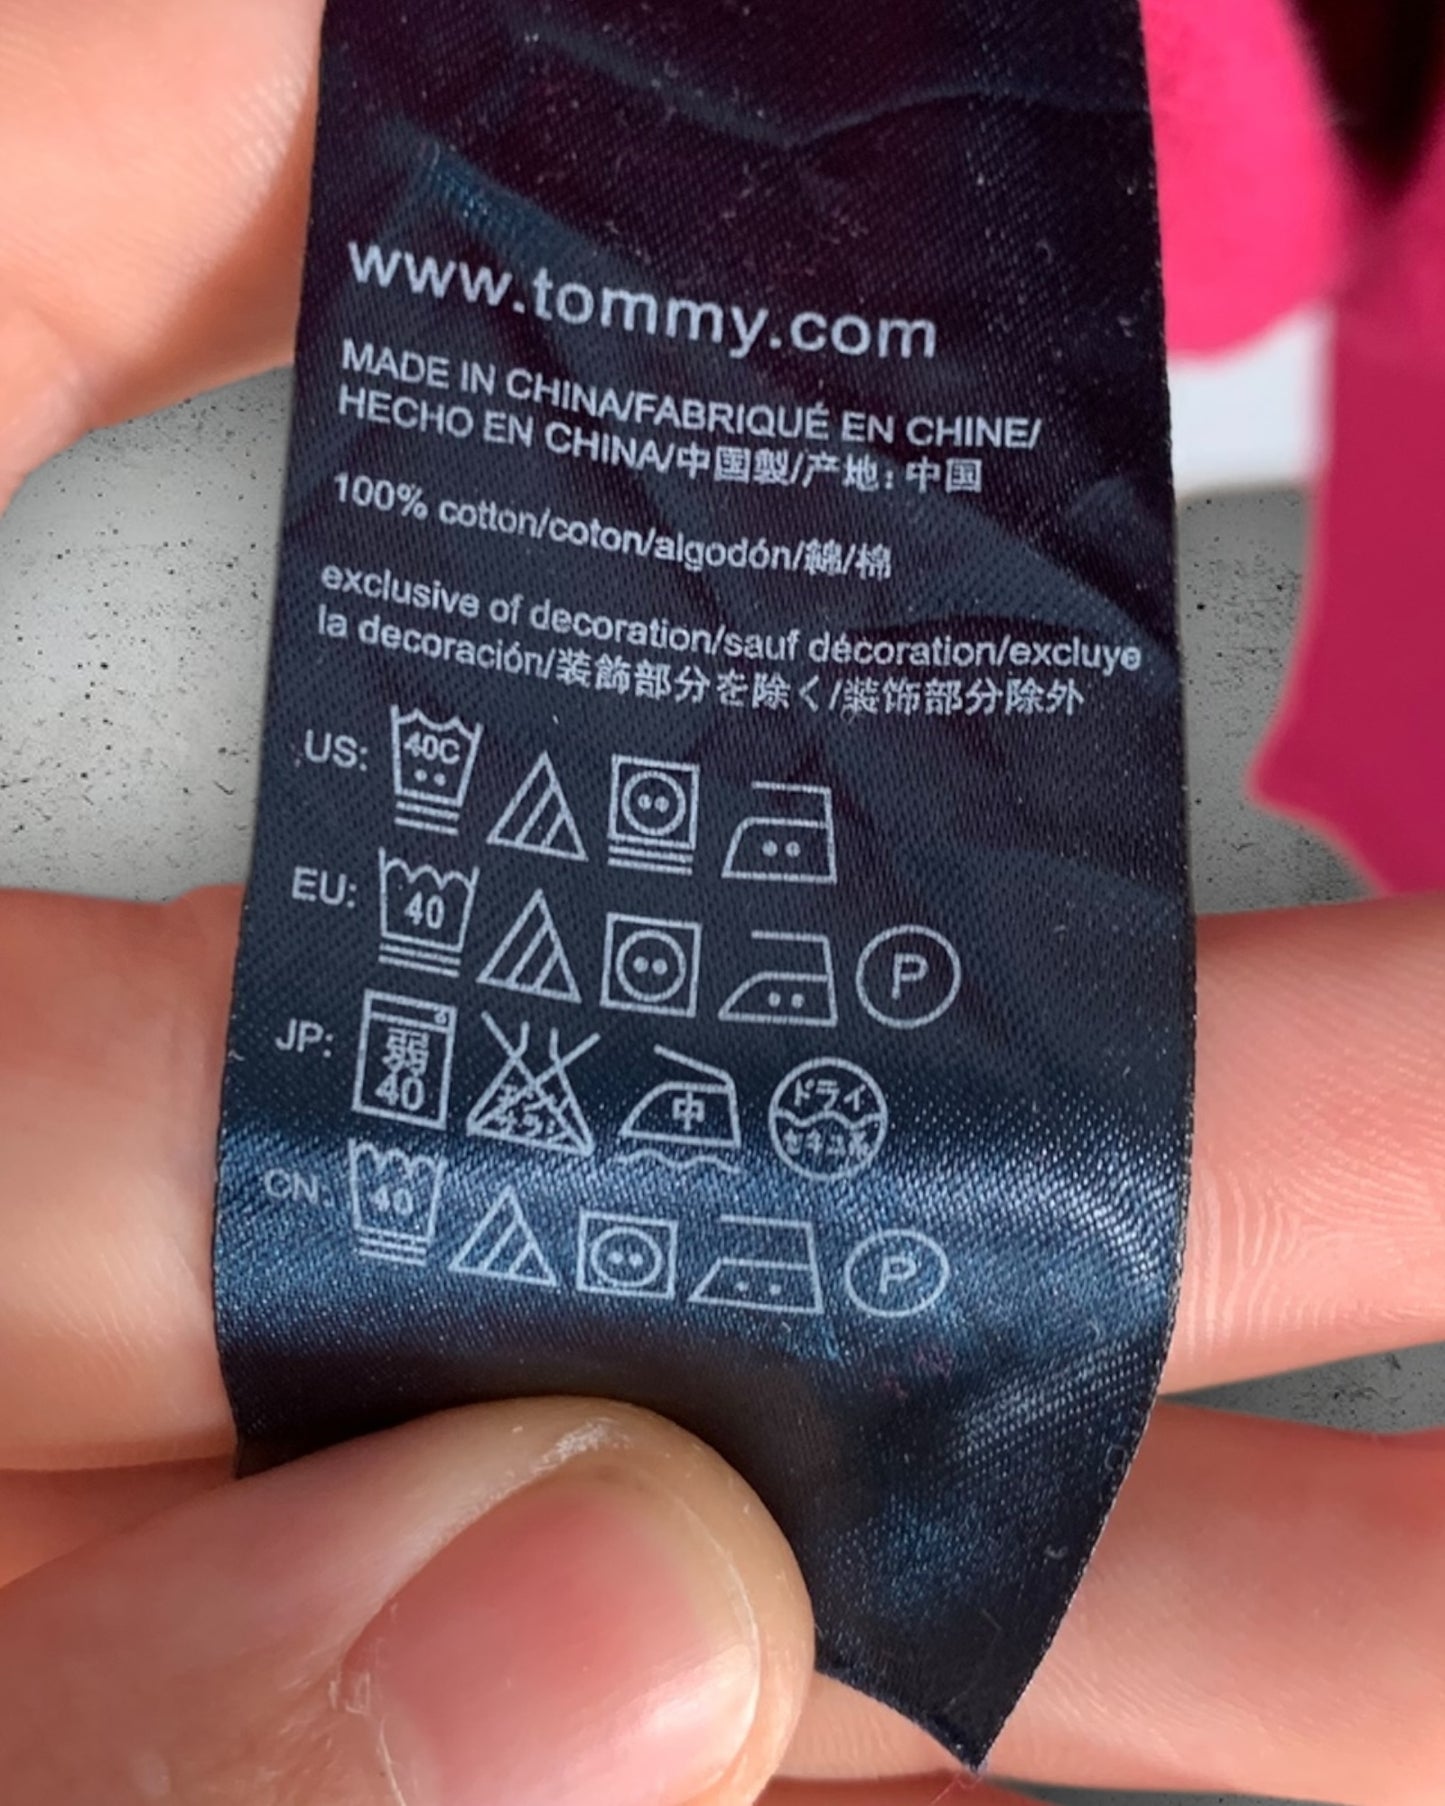 www.tommy.com
MADE IN CHINA/FABRIQUÉ EN CHINE/
HECHO EN CHINA/中国製/产地: 中国
100% cotton/coton/algodón/綿/棉
exclusive of decoration/sauf décoration/excluye
la decoración/装飾部分を除く/装饰部分除外
US: 40C
EU: 40 P
JP: 弱 40 中 ドライ
CN: 40 P